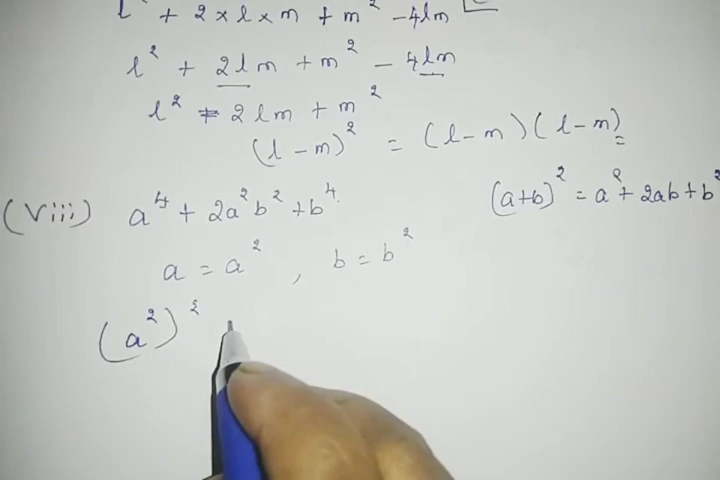 l² + 2 × l × m + m² - 4lm
l² + 2lm + m² - 4lm
l² - 2lm + m²
(l - m)² = (l - m)(l - m)
(viii) a⁴ + 2a²b² + b⁴
(a+b)² = a² + 2ab + b²
a = a² , b = b²
(a²)²